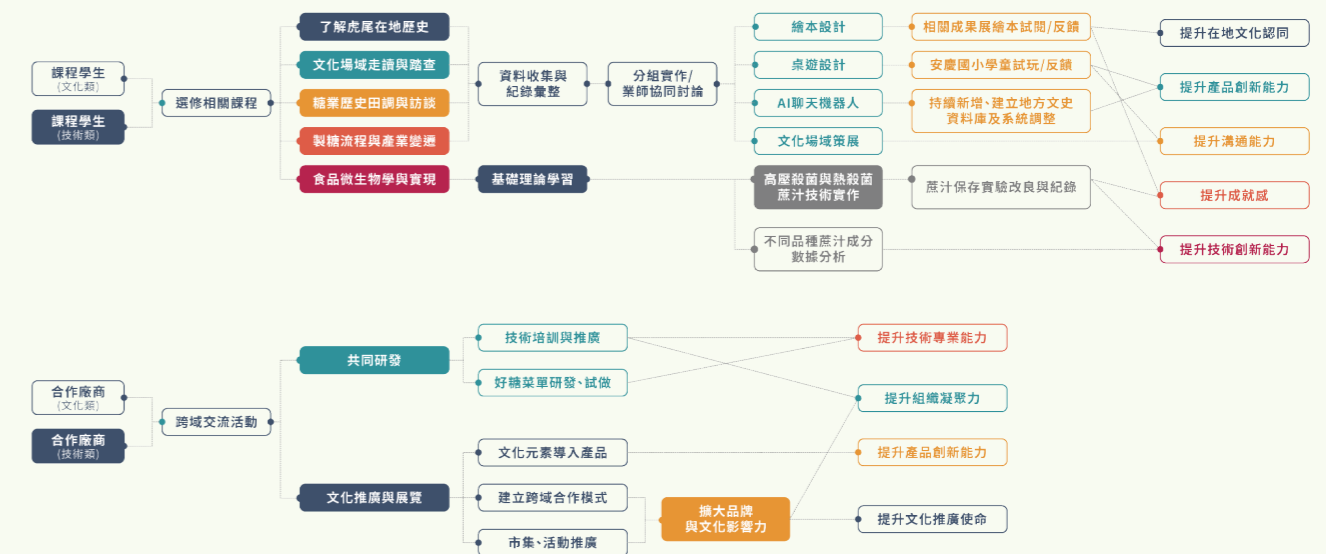 課程學生
(文化類)
課程學生
(技術類)
選修相關課程
了解虎尾在地歷史
文化場域走讀與踏查
糖業歷史田調與訪談
製糖流程與產業變遷
食品微生物學與實現
資料收集與
紀錄彙整
基礎理論學習
分組實作/
業師協同討論
繪本設計
桌遊設計
AI聊天機器人
文化場域策展
高壓殺菌與熱殺菌
蔗汁技術實作
不同品種蔗汁成分
數據分析
相關成果展繪本試閱/反饋
安慶國小學童試玩/反饋
持續新增、建立地方文史
資料庫及系統調整
蔗汁保存實驗改良與紀錄
提升在地文化認同
提升產品創新能力
提升溝通能力
提升成就感
提升技術創新能力
合作廠商
(文化類)
合作廠商
(技術類)
跨域交流活動
共同研發
文化推廣與展覽
技術培訓與推廣
好糖菜單研發、試做
文化元素導入產品
建立跨域合作模式
市集、活動推廣
擴大品牌
與文化影響力
提升技術專業能力
提升組織凝聚力
提升產品創新能力
提升文化推廣使命